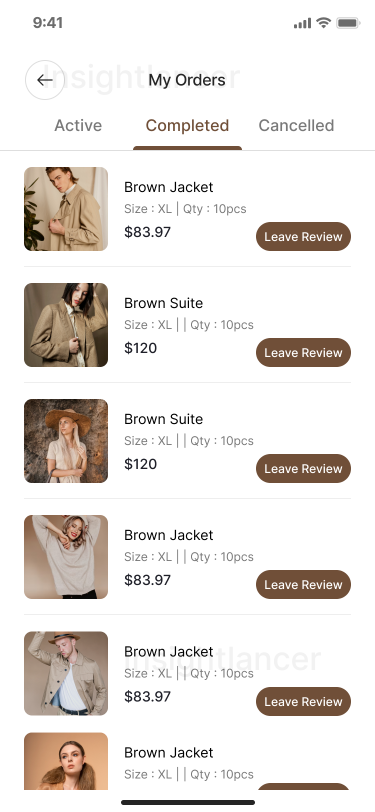 9:41
Insightlancer
My Orders
Active Completed Cancelled
Brown Jacket
Size : XL | Qty : 10pcs
$83.97
Leave Review
Brown Suite
Size : XL | | Qty : 10pcs
$120
Leave Review
Brown Suite
Size : XL | | Qty : 10pcs
$120
Leave Review
Brown Jacket
Size : XL | | Qty : 10pcs
$83.97
Leave Review
Brown Jacket
Insightlancer
Size : XL | | Qty : 10pcs
$83.97
Leave Review
Brown Jacket
Size : XL | | Qty : 10pcs